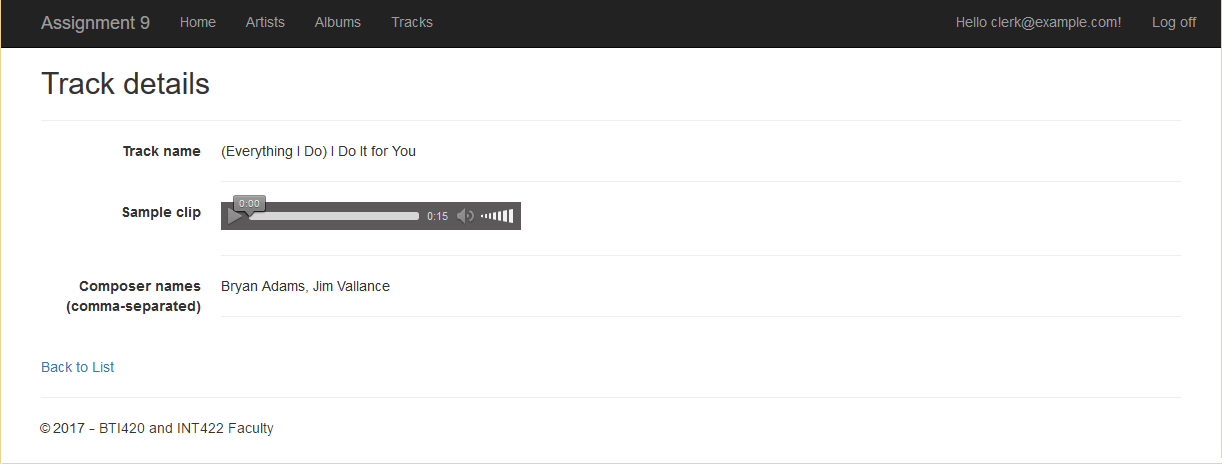 Assignment 9 Home Artists Albums Tracks Hello clerk@example.com! Log off
Track details
Track name (Everything I Do) I Do It for You
Sample clip 0:00 0:15
Composer names Bryan Adams, Jim Vallance
(comma-separated)
Back to List
© 2017 - BTI420 and INT422 Faculty